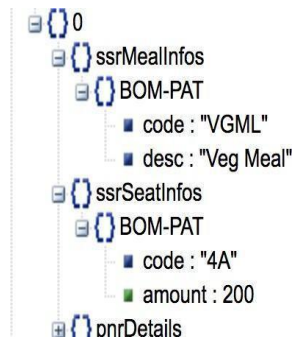 0
ssrMealInfos
BOM-PAT
code : "VGML"
desc : "Veg Meal"
ssrSeatInfos
BOM-PAT
code : "4A"
amount : 200
pnrDetails